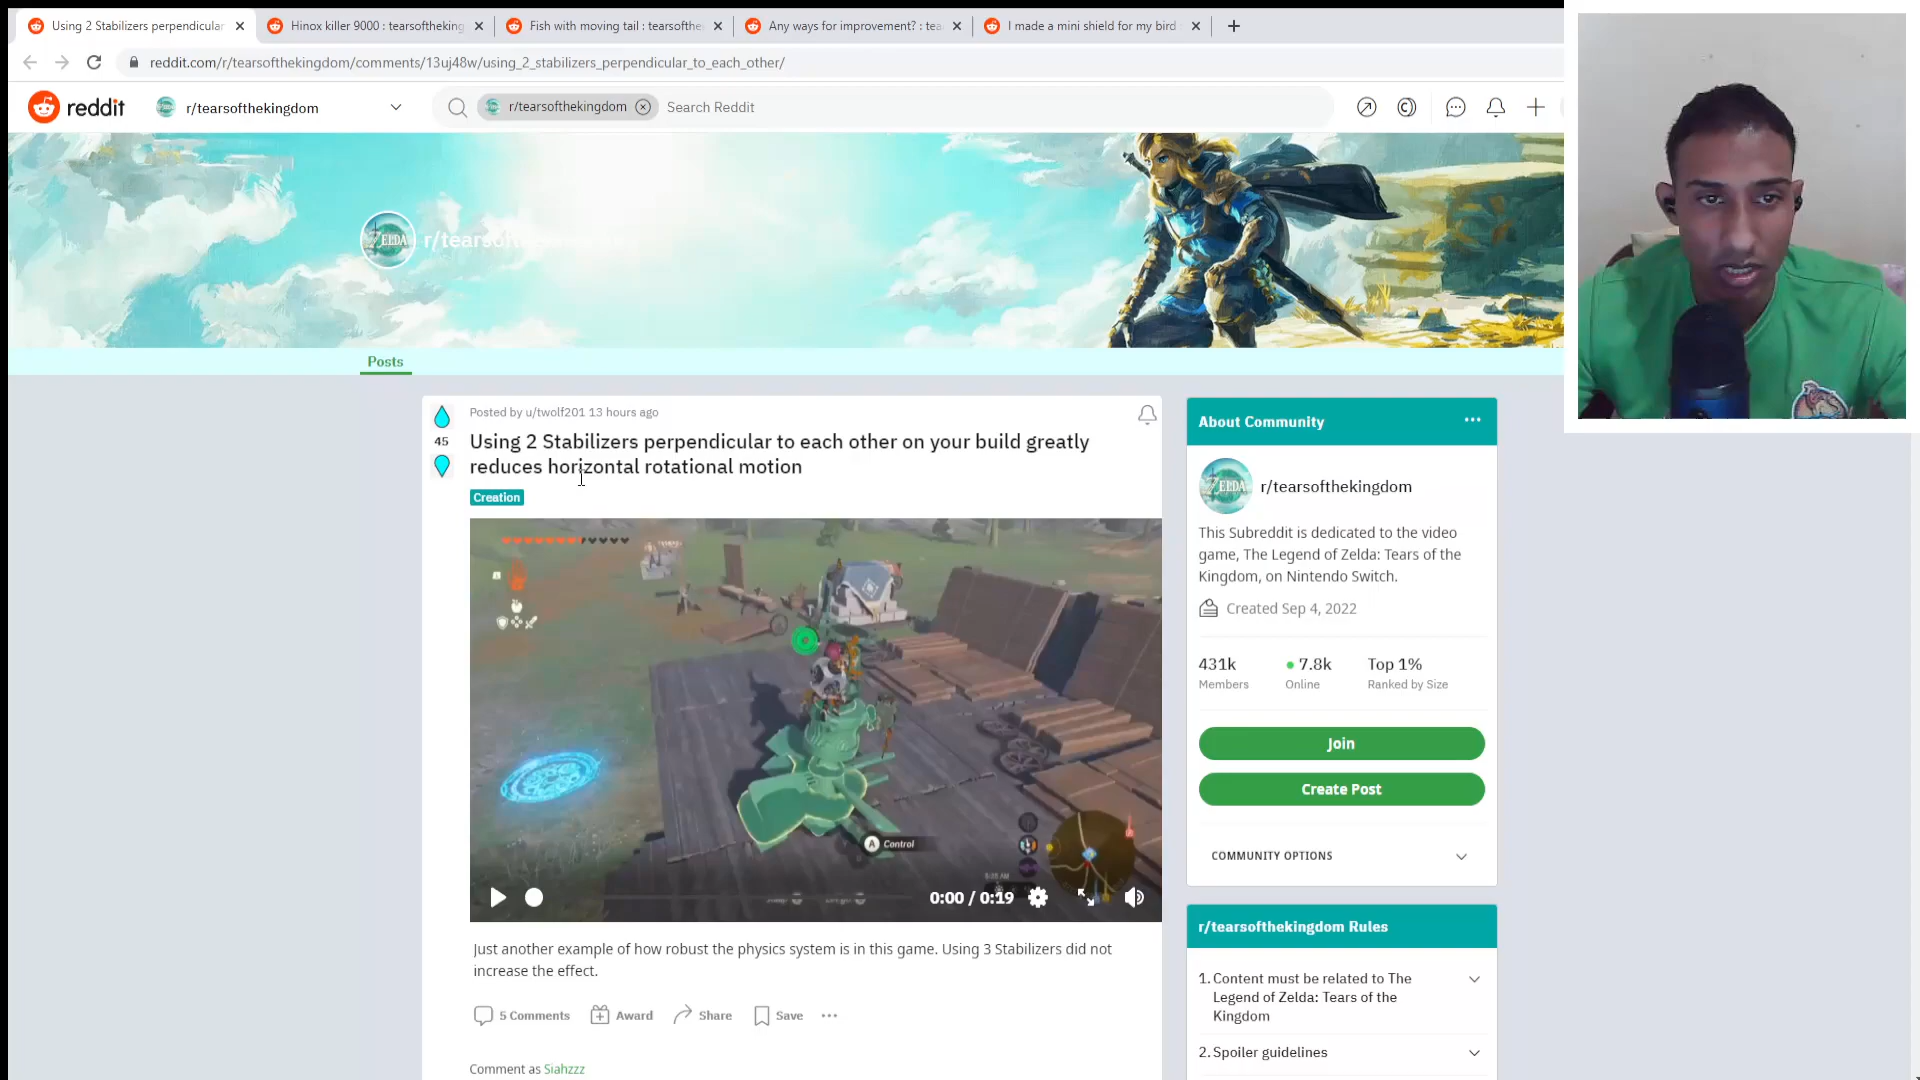 Using 2 Stabilizers perpendicular
Hinox killer 9000 : tearsoftheking
Fish with moving tail : tearsofthe
Any ways for improvement? : tea
I made a mini shield for my bird
reddit.com/r/tearsofthekingdom/comments/13uj48w/using_2_stabilizers_perpendicular_to_each_other/
reddit
r/tearsofthekingdom
r/tearsofthekingdom
Search Reddit
ZELDA
Posts
Posted by u/twolf201 13 hours ago
45
Using 2 Stabilizers perpendicular to each other on your build greatly
reduces horizontal rotational motion
Creation
L
A Control
5:25 AM
0:00 / 0:19
Just another example of how robust the physics system is in this game. Using 3 Stabilizers did not
increase the effect.
5 Comments
Award
Share
Save
Comment as Siahzzz
About Community
ZELDA
r/tearsofthekingdom
This Subreddit is dedicated to the video
game, The Legend of Zelda: Tears of the
Kingdom, on Nintendo Switch.
Created Sep 4, 2022
431k
Members
7.8k
Online
Top 1%
Ranked by Size
Join
Create Post
COMMUNITY OPTIONS
r/tearsofthekingdom Rules
1. Content must be related to The
Legend of Zelda: Tears of the
Kingdom
2. Spoiler guidelines